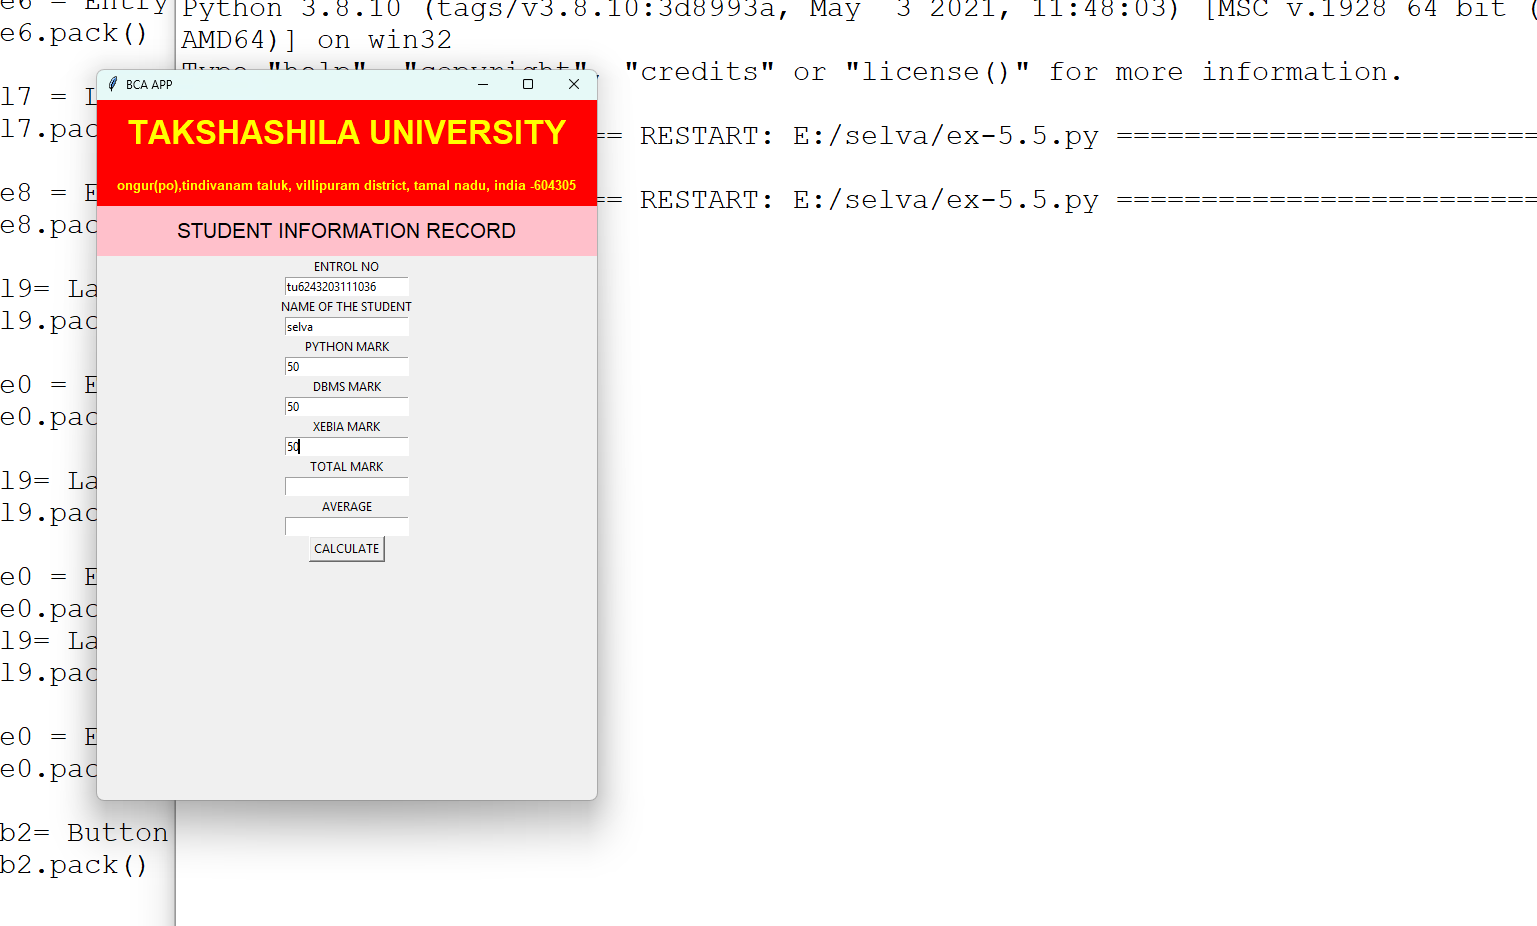 e6 = Entry
e6.pack()
l7 = L
l7.pac
e8 = E
e8.pac
l9= La
l9.pac
e0 = E
e0.pac
l9= La
l9.pac
e0 = E
e0.pac
l9= La
l9.pac
e0 = E
e0.pac
b2= Button
b2.pack()
Python 3.8.10 (tags/v3.8.10:3d8993a, May  3 2021, 11:48:03) [MSC v.1928 64 bit (
AMD64)] on win32
Type "help", "copyright", "credits" or "license()" for more information.
== RESTART: E:/selva/ex-5.5.py =========================
== RESTART: E:/selva/ex-5.5.py =========================
BCA APP
TAKSHASHILA UNIVERSITY
ongur(po),tindivanam taluk, villipuram district, tamal nadu, india -604305
STUDENT INFORMATION RECORD
ENTROL NO
tu6243203111036
NAME OF THE STUDENT
selva
PYTHON MARK
50
DBMS MARK
50
XEBIA MARK
50
TOTAL MARK
AVERAGE
CALCULATE